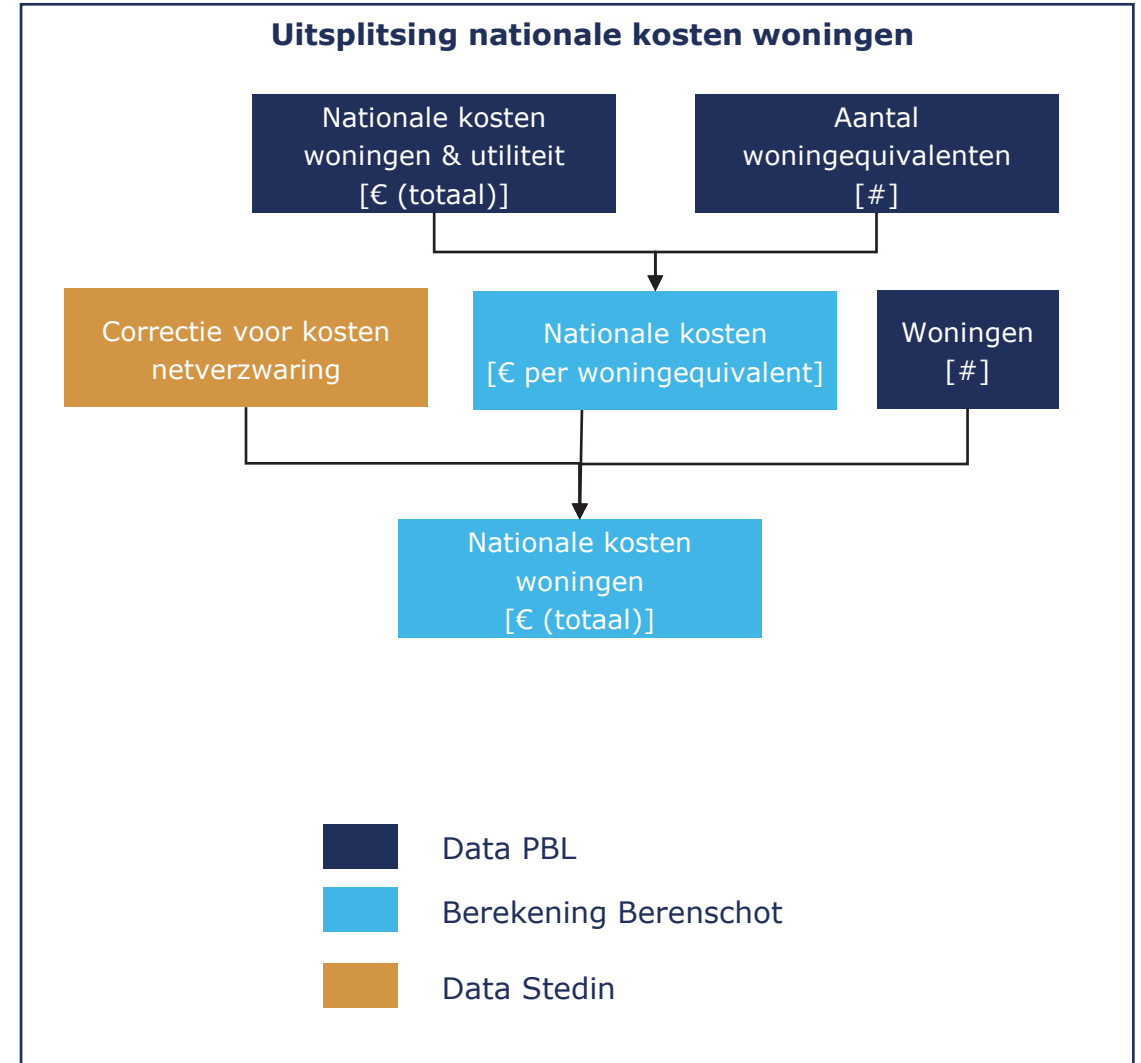 Uitsplitsing nationale kosten woningen
Nationale kosten
woningen & utiliteit
[€ (totaal)]
Aantal
woningequivalenten
[#]
Correctie voor kosten
netverzwaring
Nationale kosten
[€ per woningequivalent]
Woningen
[#]
Nationale kosten
woningen
[€ (totaal)]
Data PBL
Berekening Berenschot
Data Stedin